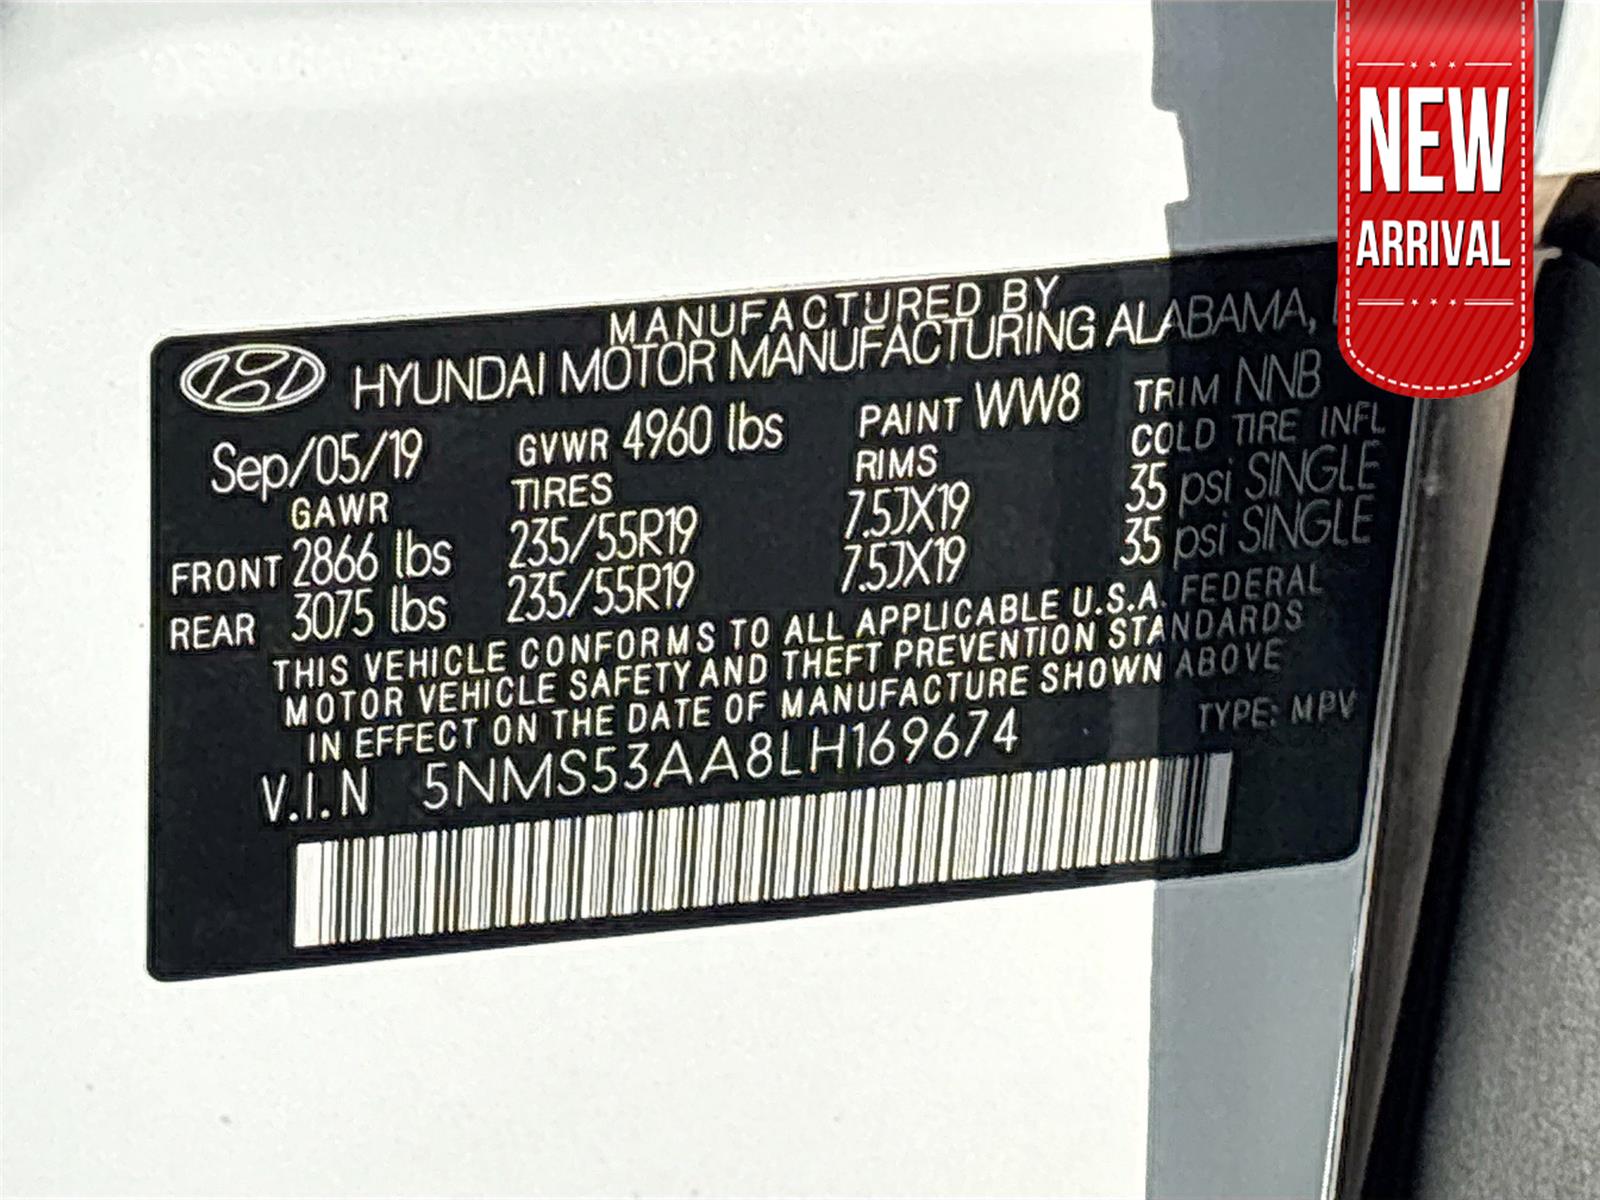 NEW
ARRIVAL
MANUFACTURED BY
HYUNDAI MOTOR MANUFACTURING ALABAMA,
Sep/05/19 GVWR 4960 lbs PAINT WW8 TRIM NNB
GAWR TIRES RIMS COLD TIRE INFL
FRONT 2866 lbs 235/55R19 7.5JX19 35 psi SINGLE
REAR 3075 lbs 235/55R19 7.5JX19 35 psi SINGLE
THIS VEHICLE CONFORMS TO ALL APPLICABLE U.S.A. FEDERAL
MOTOR VEHICLE SAFETY AND THEFT PREVENTION STANDARDS
IN EFFECT ON THE DATE OF MANUFACTURE SHOWN ABOVE
V.I.N 5NMS53AA8LH169674 TYPE: MPV